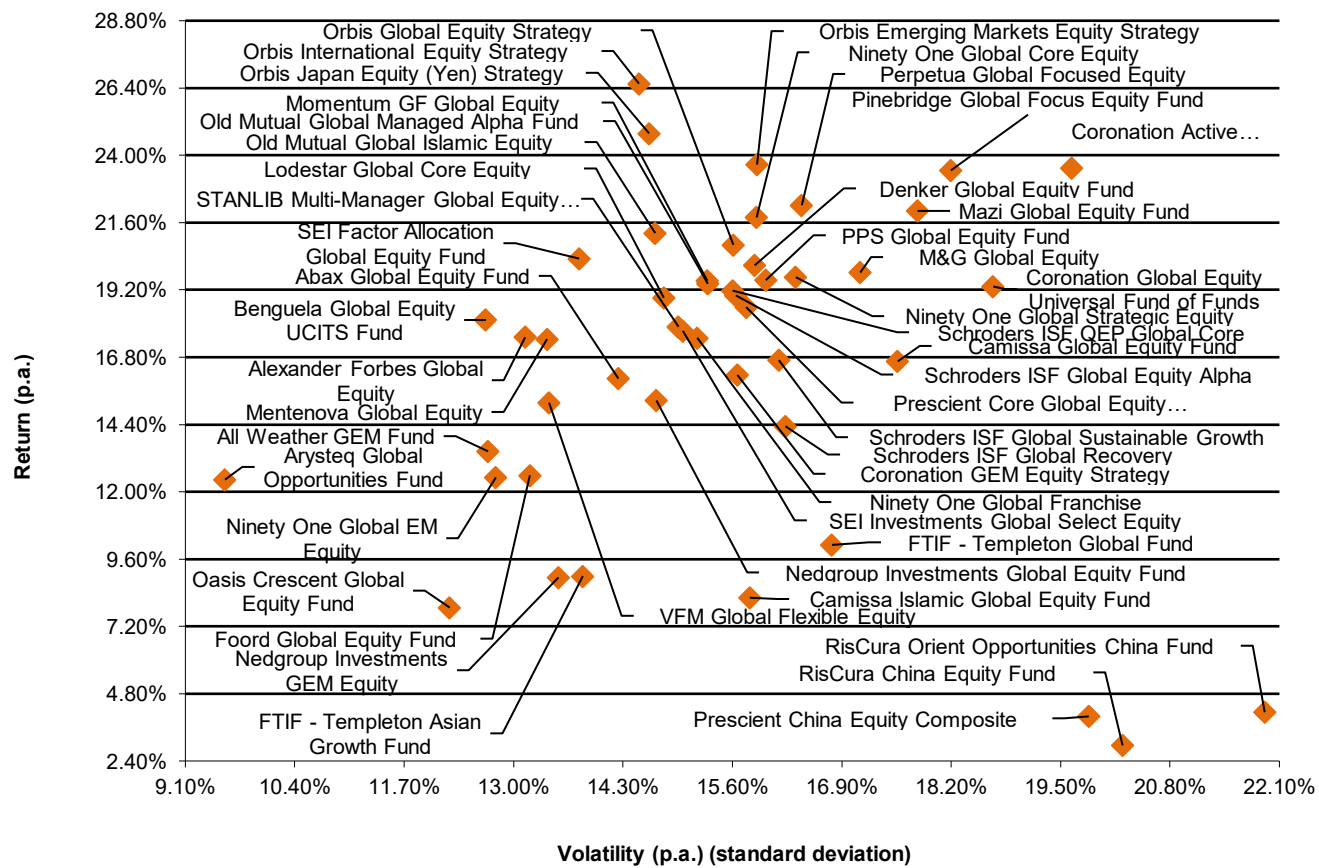 28.80%
26.40%
24.00%
21.60%
19.20%
16.80%
14.40%
12.00%
9.60%
7.20%
4.80%
2.40%
Return (p.a.)
Orbis Global Equity Strategy
Orbis International Equity Strategy
Orbis Japan Equity (Yen) Strategy
Momentum GF Global Equity
Old Mutual Global Managed Alpha Fund
Old Mutual Global Islamic Equity
Lodestar Global Core Equity
STANLIB Multi-Manager Global Equity…
SEI Factor Allocation
Global Equity Fund
Abax Global Equity Fund
Benguela Global Equity
UCITS Fund
Alexander Forbes Global
Equity
Mentenova Global Equity
All Weather GEM Fund
Arysteq Global
Opportunities Fund
Ninety One Global EM
Equity
Oasis Crescent Global
Equity Fund
Foord Global Equity Fund
Nedgroup Investments
GEM Equity
FTIF - Templeton Asian
Growth Fund
Orbis Emerging Markets Equity Strategy
Ninety One Global Core Equity
Perpetua Global Focused Equity
Pinebridge Global Focus Equity Fund
Coronation Active…
Denker Global Equity Fund
Mazi Global Equity Fund
PPS Global Equity Fund
M&G Global Equity
Coronation Global Equity
Universal Fund of Funds
Ninety One Global Strategic Equity
Schroders ISF QEP Global Core
Camissa Global Equity Fund
Schroders ISF Global Equity Alpha
Prescient Core Global Equity…
Schroders ISF Global Sustainable Growth
Schroders ISF Global Recovery
Coronation GEM Equity Strategy
Ninety One Global Franchise
SEI Investments Global Select Equity
FTIF - Templeton Global Fund
Nedgroup Investments Global Equity Fund
Camissa Islamic Global Equity Fund
VFM Global Flexible Equity
RisCura Orient Opportunities China Fund
RisCura China Equity Fund
Prescient China Equity Composite
9.10% 10.40% 11.70% 13.00% 14.30% 15.60% 16.90% 18.20% 19.50% 20.80% 22.10%
Volatility (p.a.) (standard deviation)